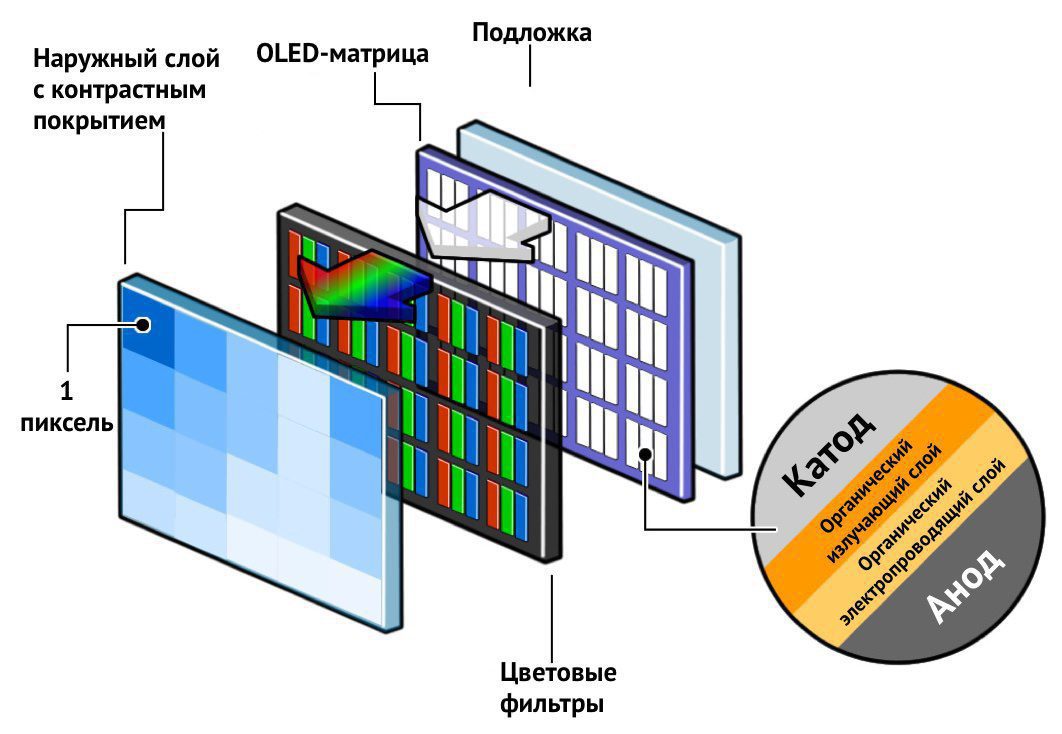 Подложка
OLED-матрица
Наружный слой
с контрастным
покрытием
1
пиксель
Катод
Органический
излучающий слой
Органический
электропроводящий слой
Анод
Цветовые
фильтры